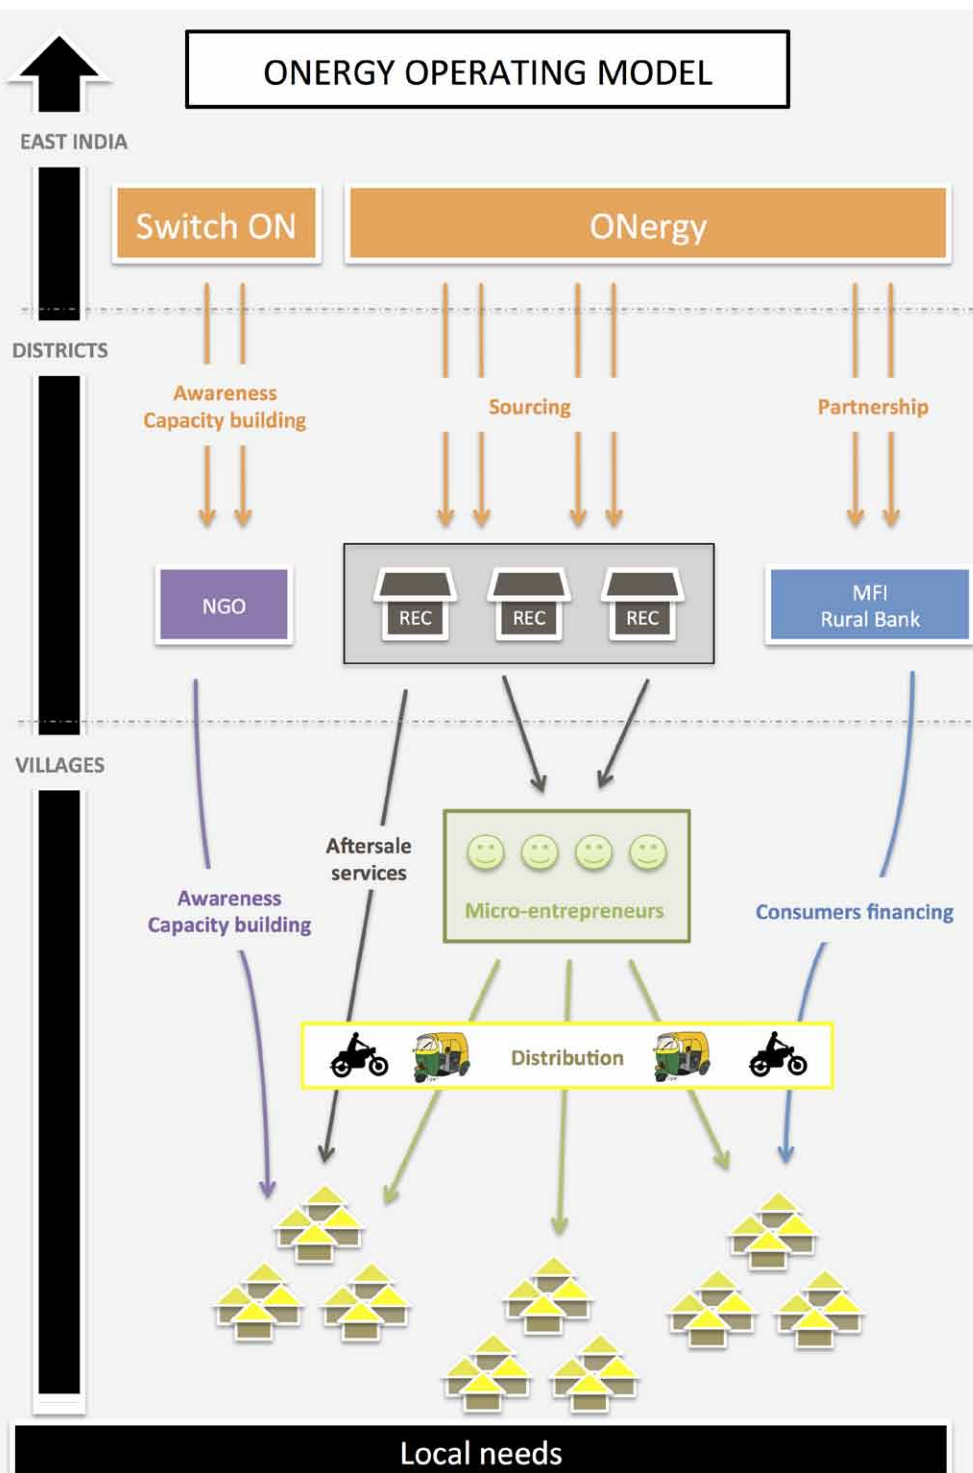 ONERGY OPERATING MODEL
EAST INDIA
Switch ON
ONergy
DISTRICTS
Awareness
Capacity building
Sourcing
Partnership
NGO
REC
REC
REC
MFI
Rural Bank
VILLAGES
Aftersale
services
Micro-entrepreneurs
Awareness
Capacity building
Consumers financing
Distribution
Local needs